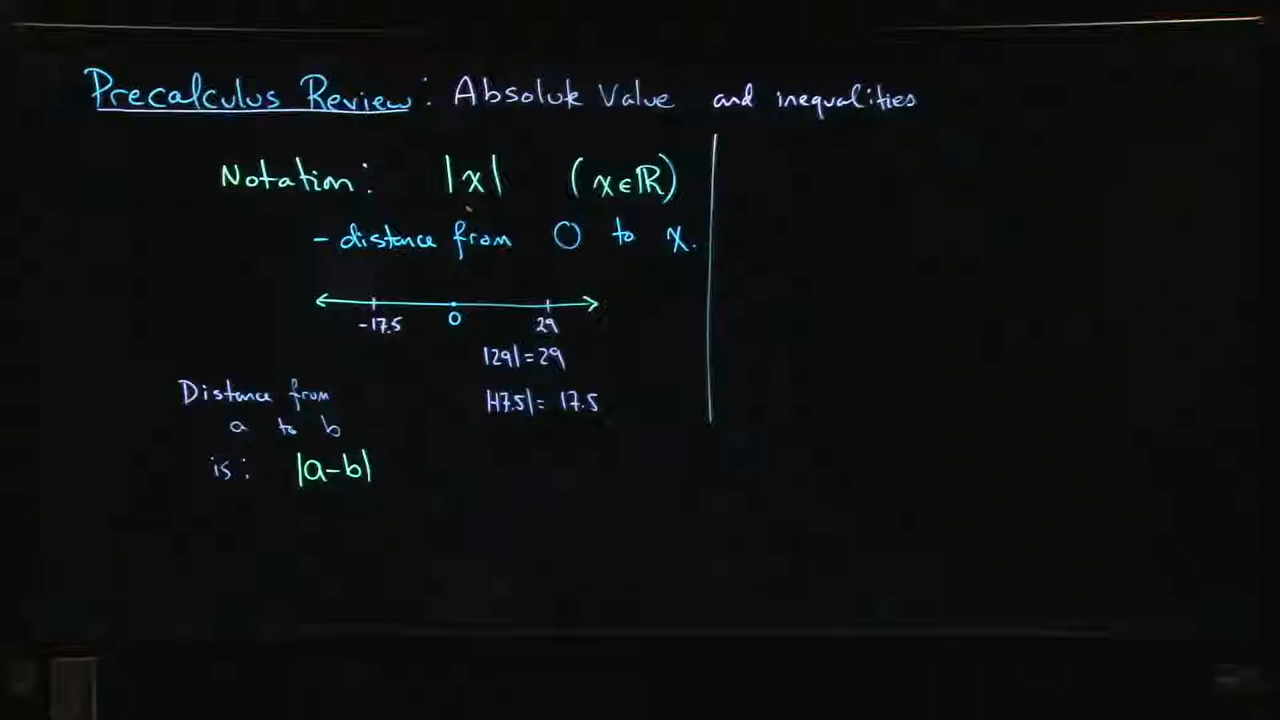 Precalculus Review: Absolute Value and inequalities
Notation: |x| (x∈ℝ)
- distance from 0 to x.
-17.5 0 29
|29|=29
|-17.5|= 17.5
Distance from
a to b
is: |a-b|